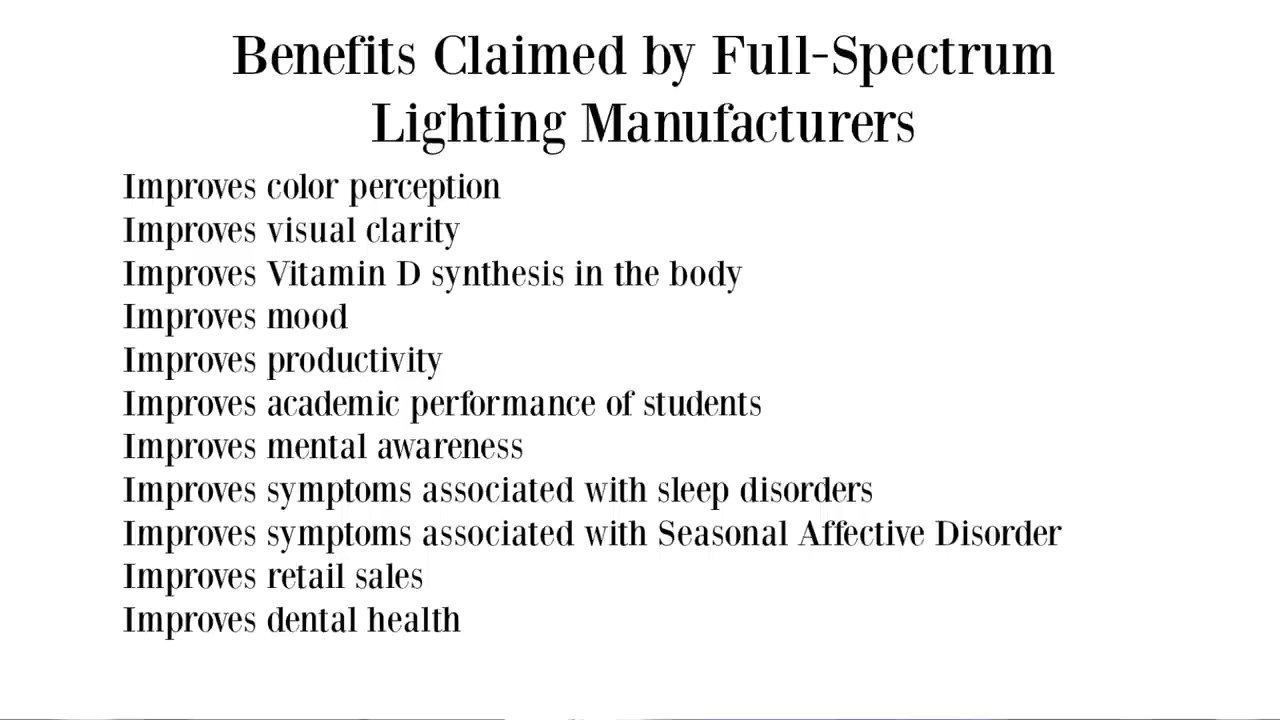 Benefits Claimed by Full-Spectrum
Lighting Manufacturers
Improves color perception
Improves visual clarity
Improves Vitamin D synthesis in the body
Improves mood
Improves productivity
Improves academic performance of students
Improves mental awareness
Improves symptoms associated with sleep disorders
Improves symptoms associated with Seasonal Affective Disorder
Improves retail sales
Improves dental health